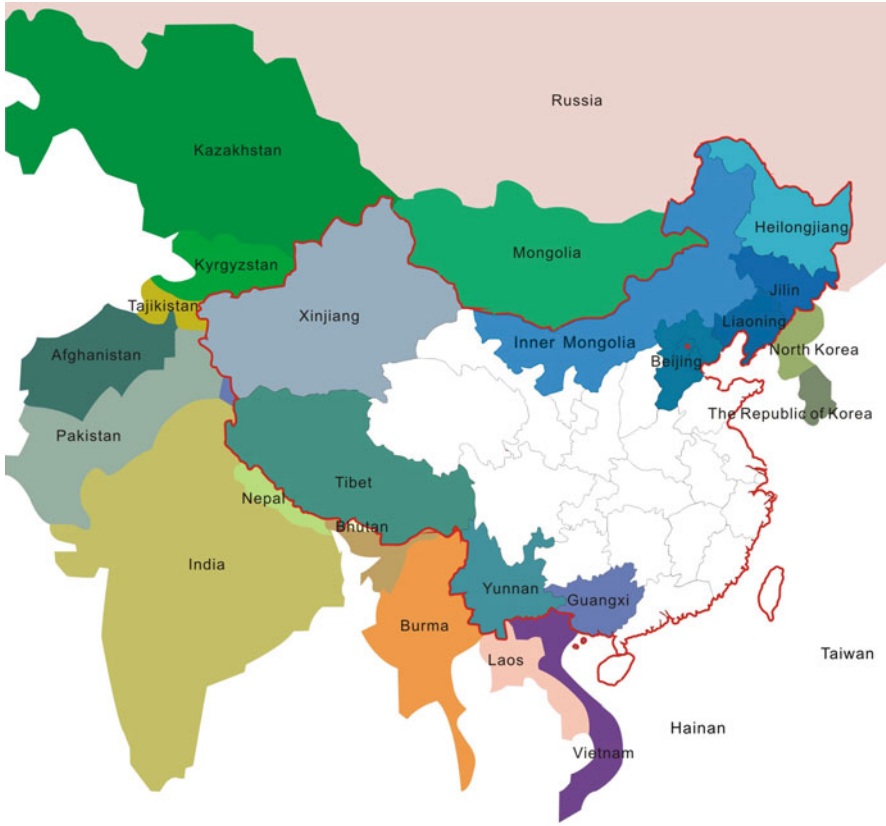 Russia
Kazakhstan
Heilongjiang
Mongolia
Kyrgyzstan
Jilin
Tajikistan
Xinjiang
Liaoning
Inner Mongolia
North Korea
Afghanistan
Beijing
The Republic of Korea
Pakistan
Tibet
Nepal
Bhutan
India
Yunnan
Guangxi
Burma
Taiwan
Laos
Hainan
Vietnam